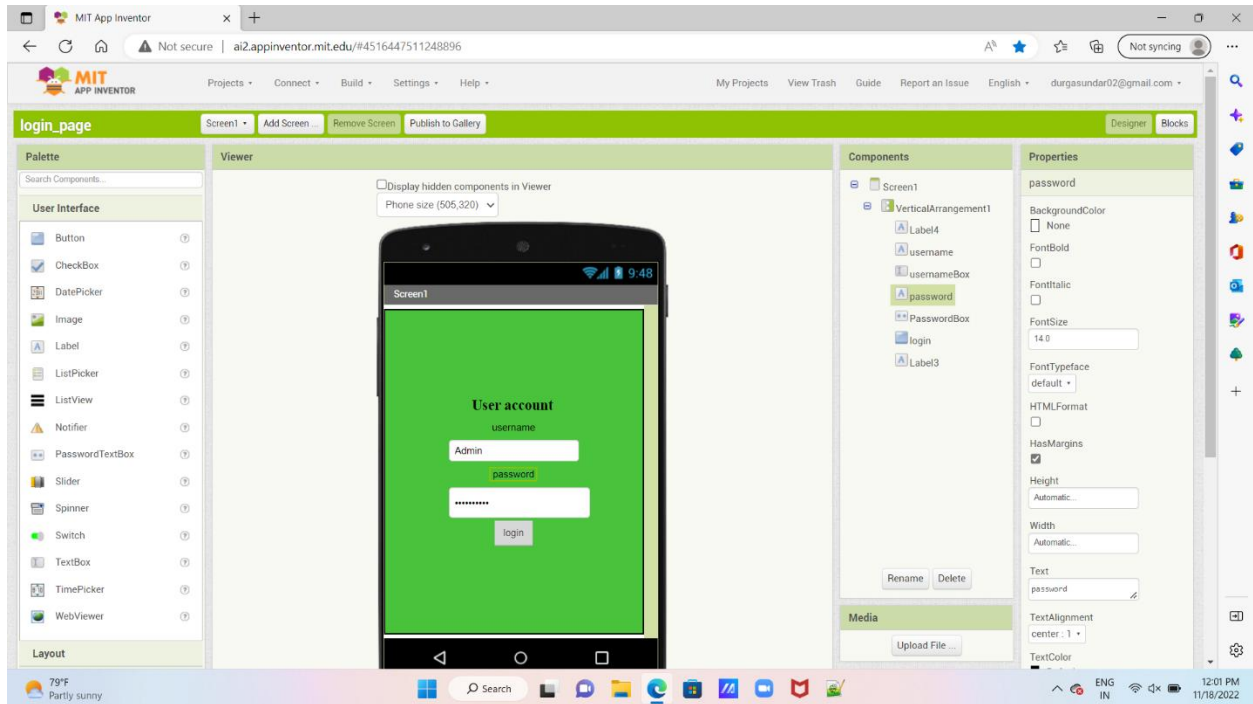 MIT App Inventor
Not secure | ai2.appinventor.mit.edu/#4516447511248896
Not syncing
MIT
APP INVENTOR
Projects Connect Build Settings Help My Projects View Trash Guide Report an Issue English durgasundar02@gmail.com
login_page Screen1 Add Screen ... Remove Screen Publish to Gallery Designer Blocks
Palette
Search Components...
User Interface
Button
CheckBox
DatePicker
Image
Label
ListPicker
ListView
Notifier
PasswordTextBox
Slider
Spinner
Switch
TextBox
TimePicker
WebViewer
Layout
Viewer
Display hidden components in Viewer
Phone size (505,320)
9:48
Screen1
User account
username
Admin
password
••••••••••
login
Components
Screen1
VerticalArrangement1
Label4
username
usernameBox
password
PasswordBox
login
Label3
Rename Delete
Media
Upload File ...
Properties
password
BackgroundColor
None
FontBold
FontItalic
FontSize
14.0
FontTypeface
default
HTMLFormat
HasMargins
Height
Automatic...
Width
Automatic...
Text
password
TextAlignment
center : 1
TextColor
79°F
Partly sunny
Search
ENG
IN
12:01 PM
11/18/2022